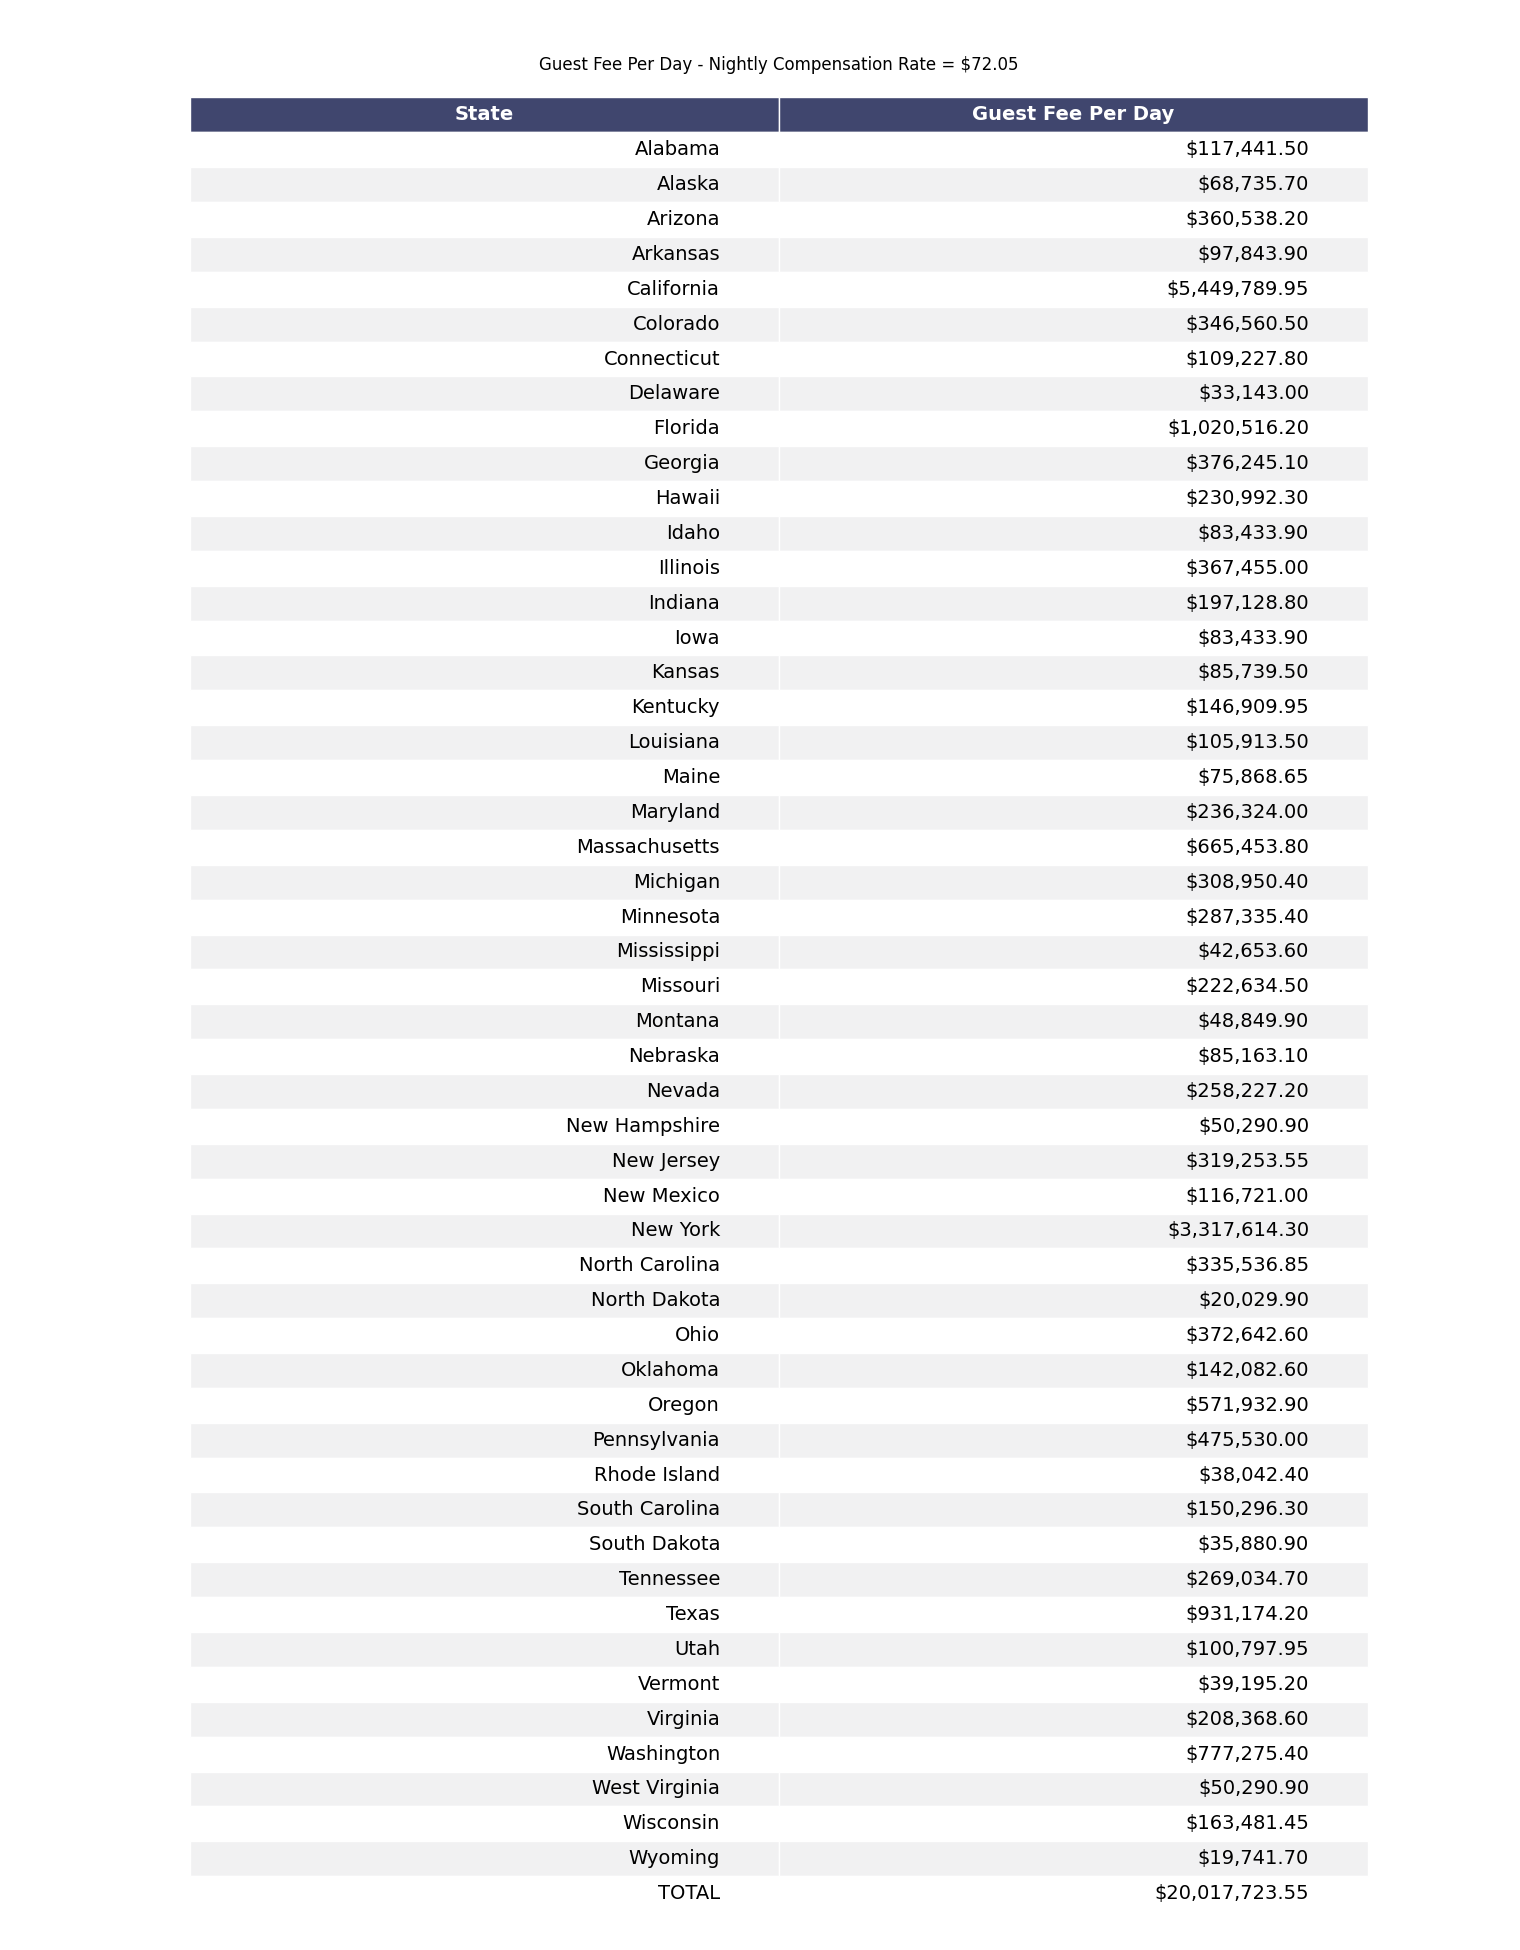 Guest Fee Per Day - Nightly Compensation Rate = $72.05
State Guest Fee Per Day
Alabama $117,441.50
Alaska $68,735.70
Arizona $360,538.20
Arkansas $97,843.90
California $5,449,789.95
Colorado $346,560.50
Connecticut $109,227.80
Delaware $33,143.00
Florida $1,020,516.20
Georgia $376,245.10
Hawaii $230,992.30
Idaho $83,433.90
Illinois $367,455.00
Indiana $197,128.80
Iowa $83,433.90
Kansas $85,739.50
Kentucky $146,909.95
Louisiana $105,913.50
Maine $75,868.65
Maryland $236,324.00
Massachusetts $665,453.80
Michigan $308,950.40
Minnesota $287,335.40
Mississippi $42,653.60
Missouri $222,634.50
Montana $48,849.90
Nebraska $85,163.10
Nevada $258,227.20
New Hampshire $50,290.90
New Jersey $319,253.55
New Mexico $116,721.00
New York $3,317,614.30
North Carolina $335,536.85
North Dakota $20,029.90
Ohio $372,642.60
Oklahoma $142,082.60
Oregon $571,932.90
Pennsylvania $475,530.00
Rhode Island $38,042.40
South Carolina $150,296.30
South Dakota $35,880.90
Tennessee $269,034.70
Texas $931,174.20
Utah $100,797.95
Vermont $39,195.20
Virginia $208,368.60
Washington $777,275.40
West Virginia $50,290.90
Wisconsin $163,481.45
Wyoming $19,741.70
TOTAL $20,017,723.55